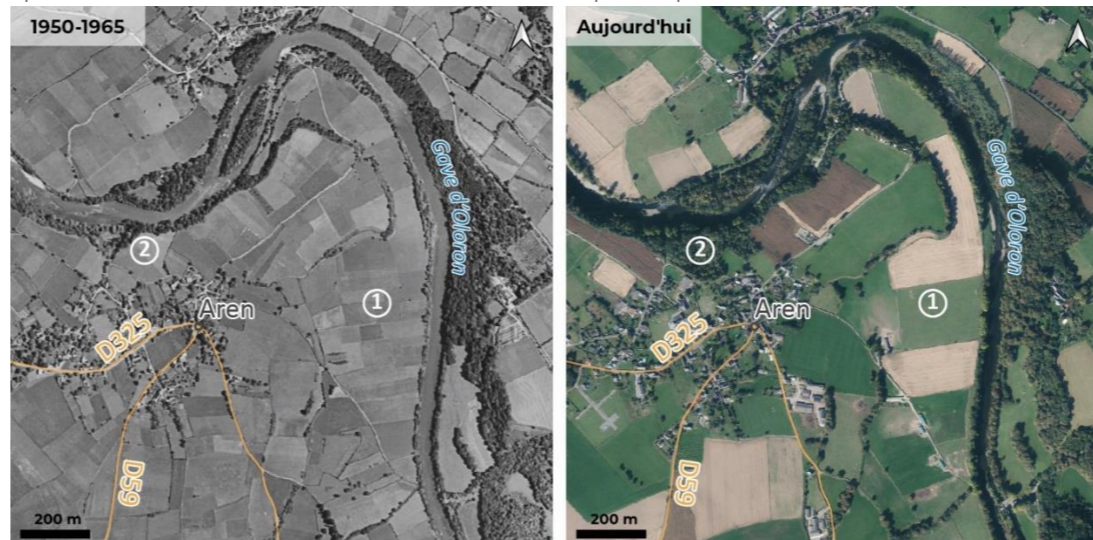 1950-1965
Gave d'Oloron
2
Aren
1
D325
D59
200 m
Aujourd'hui
Gave d'Oloron
2
Aren
1
D325
D59
200 m